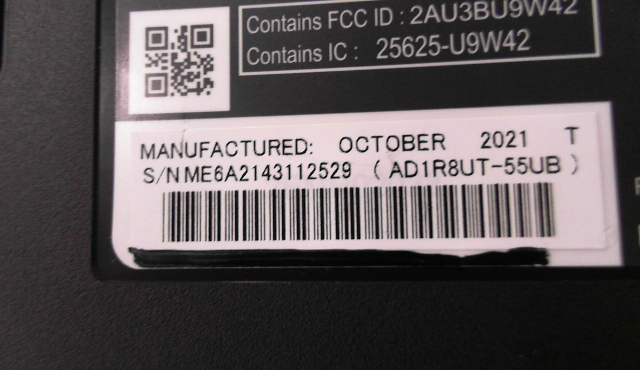 Contains FCC ID : 2AU3BU9W42
Contains IC : 25625-U9W42
MANUFACTURED: OCTOBER 2021 T
S/N ME6A2143112529 ( AD1R8UT-55UB )